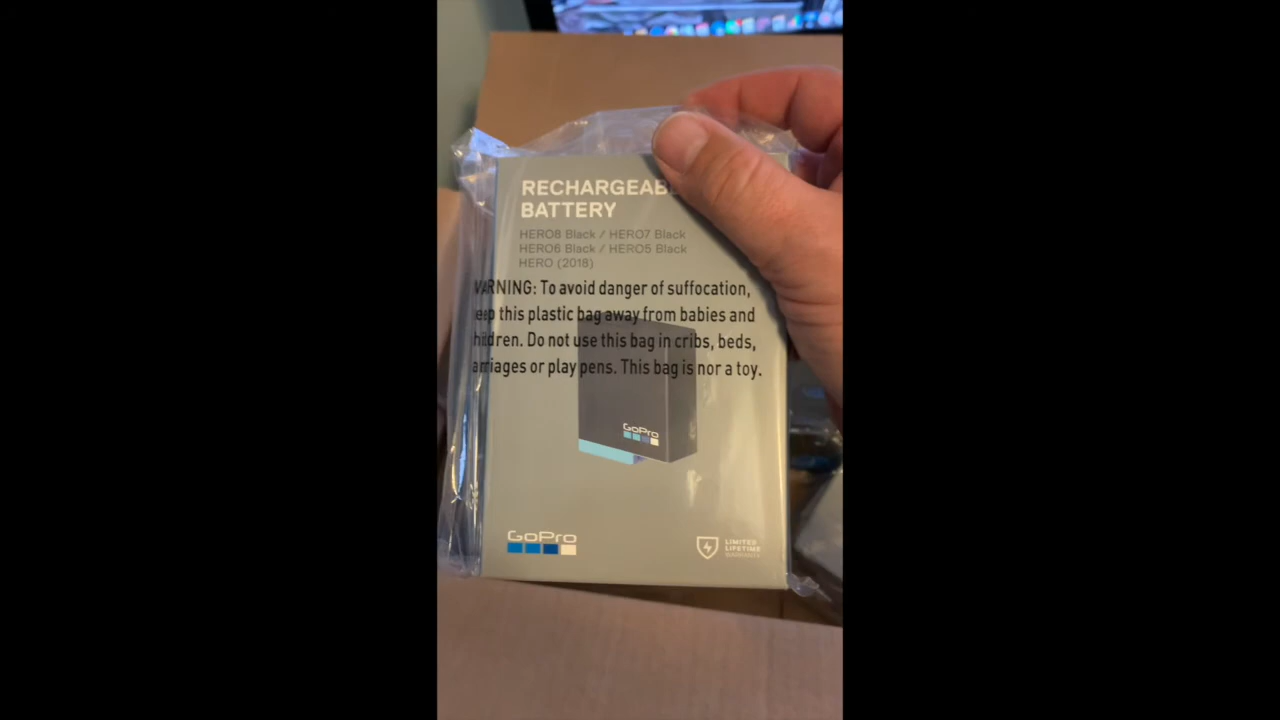 RECHARGEAB
BATTERY
HERO8 Black / HERO7 Black
HERO6 Black / HERO5 Black
HERO (2018)
WARNING: To avoid danger of suffocation,
eep this plastic bag away from babies and
hildren. Do not use this bag in cribs, beds,
arriages or play pens. This bag is nor a toy.
GoPro
GoPro
LIMITED
LIFETIME
WARRANTY